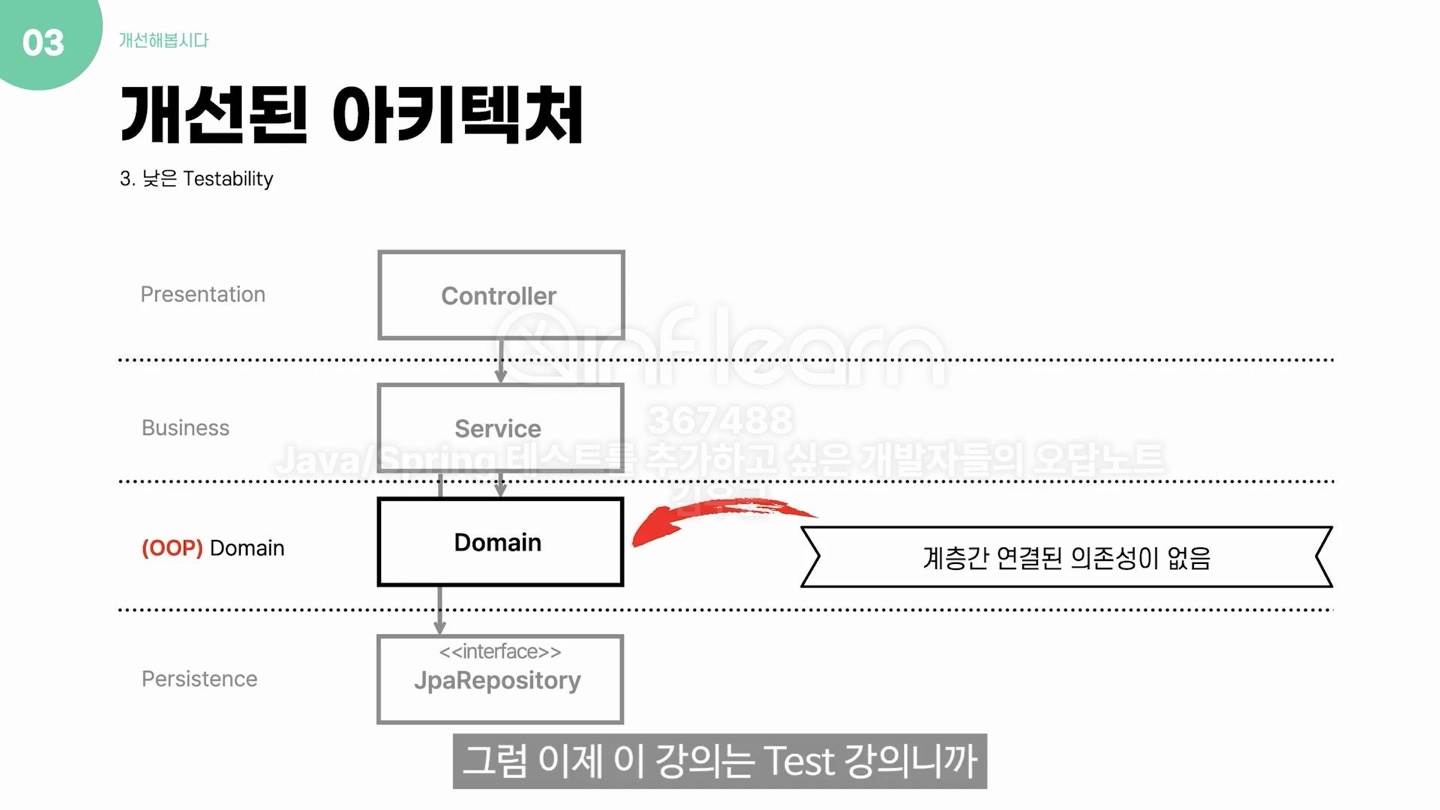 03
개선해봅시다
개선된 아키텍처
3. 낮은 Testability
Presentation
Controller
inflearn
367488
Business
Service
Java/Spring 테스트를 추가하고 싶은 개발자들의 오답노트
(OOP) Domain
Domain
계층간 연결된 의존성이 없음
Persistence
<<interface>>
JpaRepository
그럼 이제 이 강의는 Test 강의니까